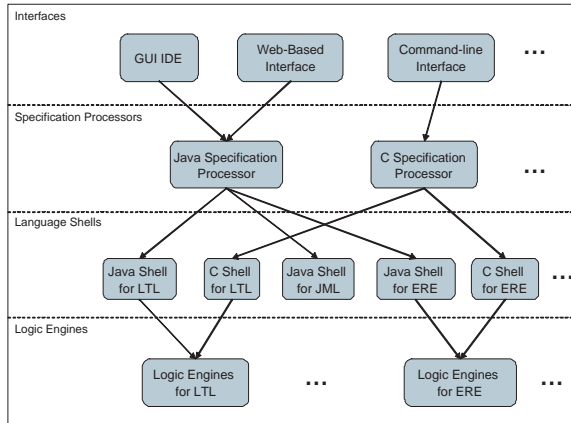 Interfaces
GUI IDE
Web-Based
Interface
Command-line
Interface
...
Specification Processors
Java Specification
Processor
C Specification
Processor
...
Language Shells
Java Shell
for LTL
C Shell
for LTL
Java Shell
for JML
Java Shell
for ERE
C Shell
for ERE
...
Logic Engines
Logic Engines
for LTL
...
Logic Engines
for ERE
...